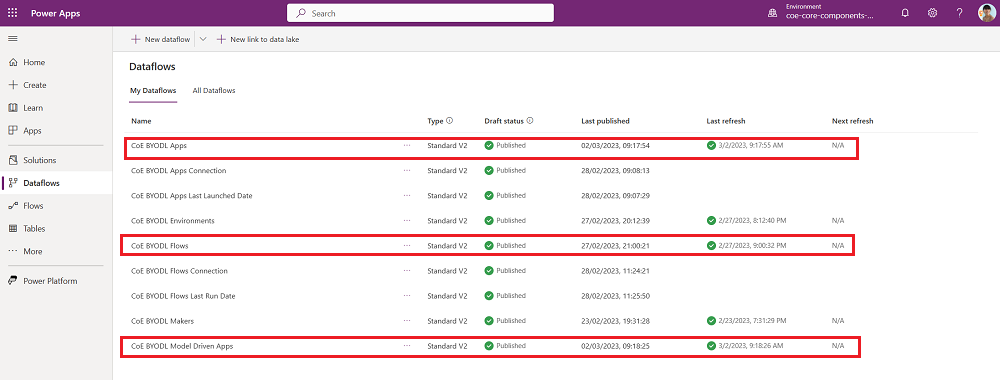 Power Apps
Search
Environment
coe-core-components-...
New dataflow
New link to data lake
Home
Create
Learn
Apps
Solutions
Dataflows
Flows
Tables
More
Power Platform
Dataflows
My Dataflows All Dataflows
Name Type Draft status Last published Last refresh Next refresh
CoE BYODL Apps ... Standard V2 Published 02/03/2023, 09:17:54 3/2/2023, 9:17:55 AM N/A
CoE BYODL Apps Connection ... Standard V2 Published 28/02/2023, 09:08:13
CoE BYODL Apps Last Launched Date ... Standard V2 Published 28/02/2023, 09:07:29
CoE BYODL Environments ... Standard V2 Published 27/02/2023, 20:12:39 2/27/2023, 8:12:40 PM N/A
CoE BYODL Flows ... Standard V2 Published 27/02/2023, 21:00:21 2/27/2023, 9:00:32 PM N/A
CoE BYODL Flows Connection ... Standard V2 Published 28/02/2023, 11:24:21
CoE BYODL Flows Last Run Date ... Standard V2 Published 28/02/2023, 11:25:50
CoE BYODL Makers ... Standard V2 Published 23/02/2023, 19:31:28 2/23/2023, 7:31:29 PM N/A
CoE BYODL Model Driven Apps ... Standard V2 Published 02/03/2023, 09:18:25 3/2/2023, 9:18:26 AM N/A